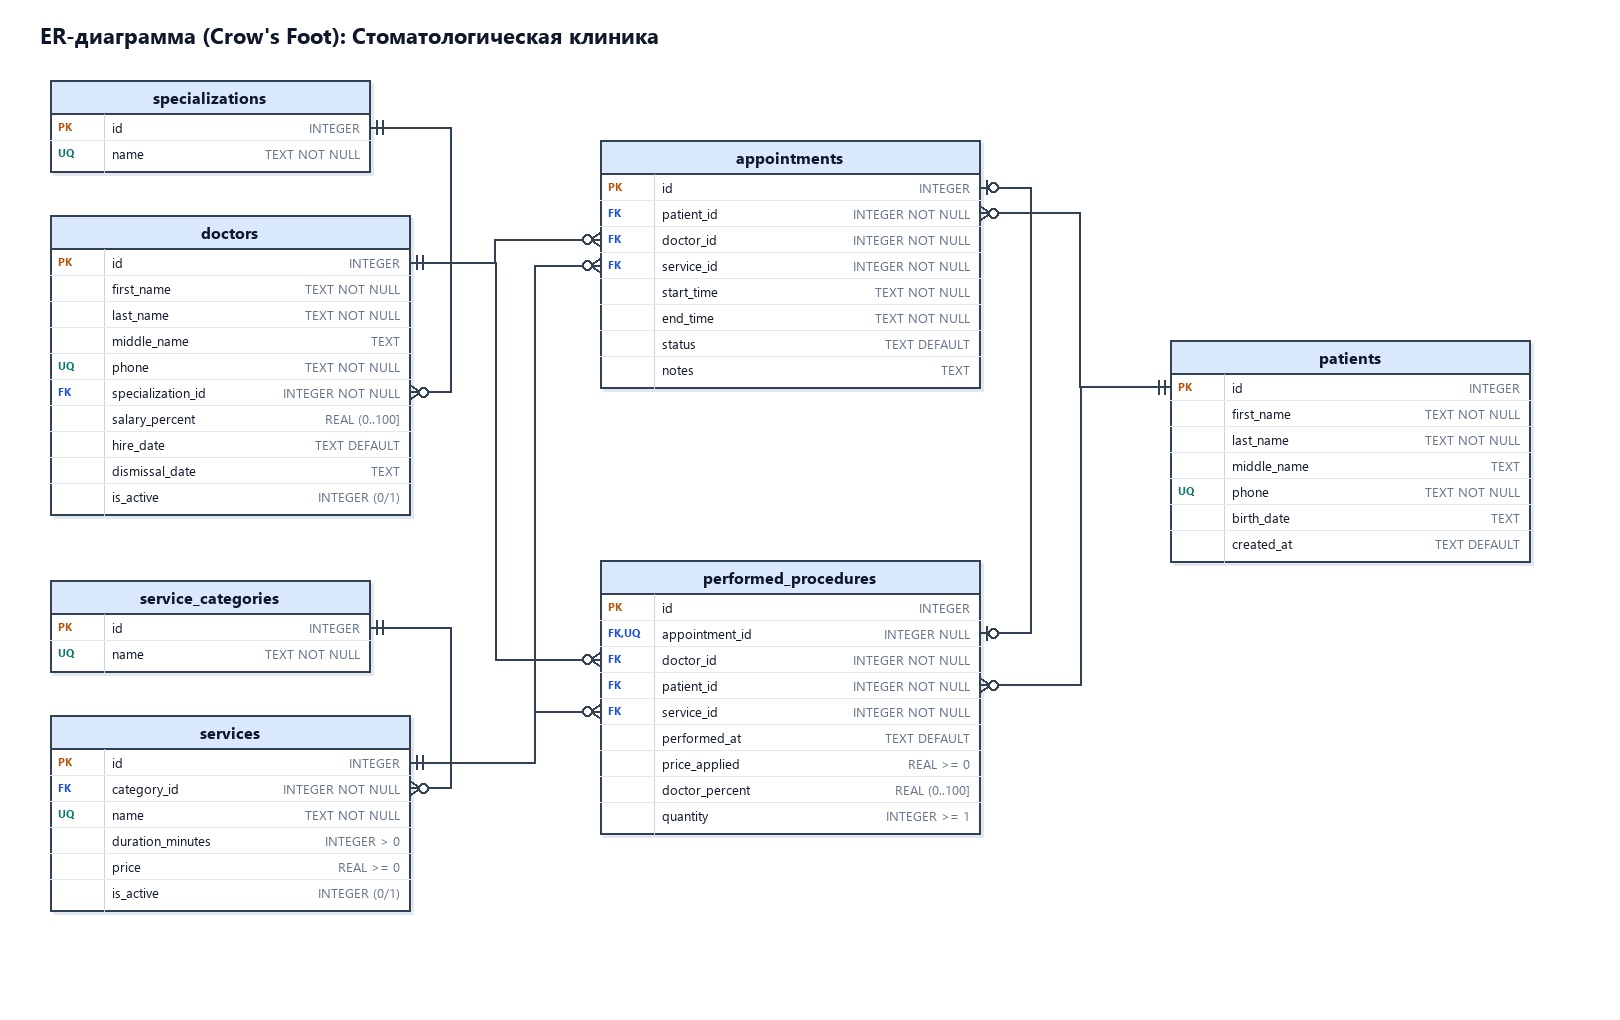 ER-диаграмма (Crow's Foot): Стоматологическая клиника
specializations
PK id INTEGER
UQ name TEXT NOT NULL
doctors
PK id INTEGER
first_name TEXT NOT NULL
last_name TEXT NOT NULL
middle_name TEXT
UQ phone TEXT NOT NULL
FK specialization_id INTEGER NOT NULL
salary_percent REAL (0..100]
hire_date TEXT DEFAULT
dismissal_date TEXT
is_active INTEGER (0/1)
service_categories
PK id INTEGER
UQ name TEXT NOT NULL
services
PK id INTEGER
FK category_id INTEGER NOT NULL
UQ name TEXT NOT NULL
duration_minutes INTEGER > 0
price REAL >= 0
is_active INTEGER (0/1)
appointments
PK id INTEGER
FK patient_id INTEGER NOT NULL
FK doctor_id INTEGER NOT NULL
FK service_id INTEGER NOT NULL
start_time TEXT NOT NULL
end_time TEXT NOT NULL
status TEXT DEFAULT
notes TEXT
performed_procedures
PK id INTEGER
FK,UQ appointment_id INTEGER NULL
FK doctor_id INTEGER NOT NULL
FK patient_id INTEGER NOT NULL
FK service_id INTEGER NOT NULL
performed_at TEXT DEFAULT
price_applied REAL >= 0
doctor_percent REAL (0..100]
quantity INTEGER >= 1
patients
PK id INTEGER
first_name TEXT NOT NULL
last_name TEXT NOT NULL
middle_name TEXT
UQ phone TEXT NOT NULL
birth_date TEXT
created_at TEXT DEFAULT